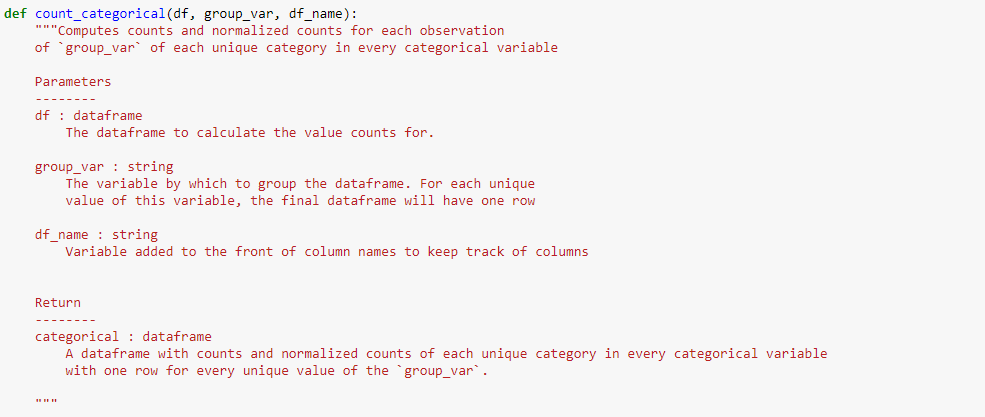 def count_categorical(df, group_var, df_name):
    """Computes counts and normalized counts for each observation
    of `group_var` of each unique category in every categorical variable

    Parameters
    --------
    df : dataframe
        The dataframe to calculate the value counts for.

    group_var : string
        The variable by which to group the dataframe. For each unique
        value of this variable, the final dataframe will have one row

    df_name : string
        Variable added to the front of column names to keep track of columns


    Return
    --------
    categorical : dataframe
        A dataframe with counts and normalized counts of each unique category in every categorical variable
        with one row for every unique value of the `group_var`.

    """